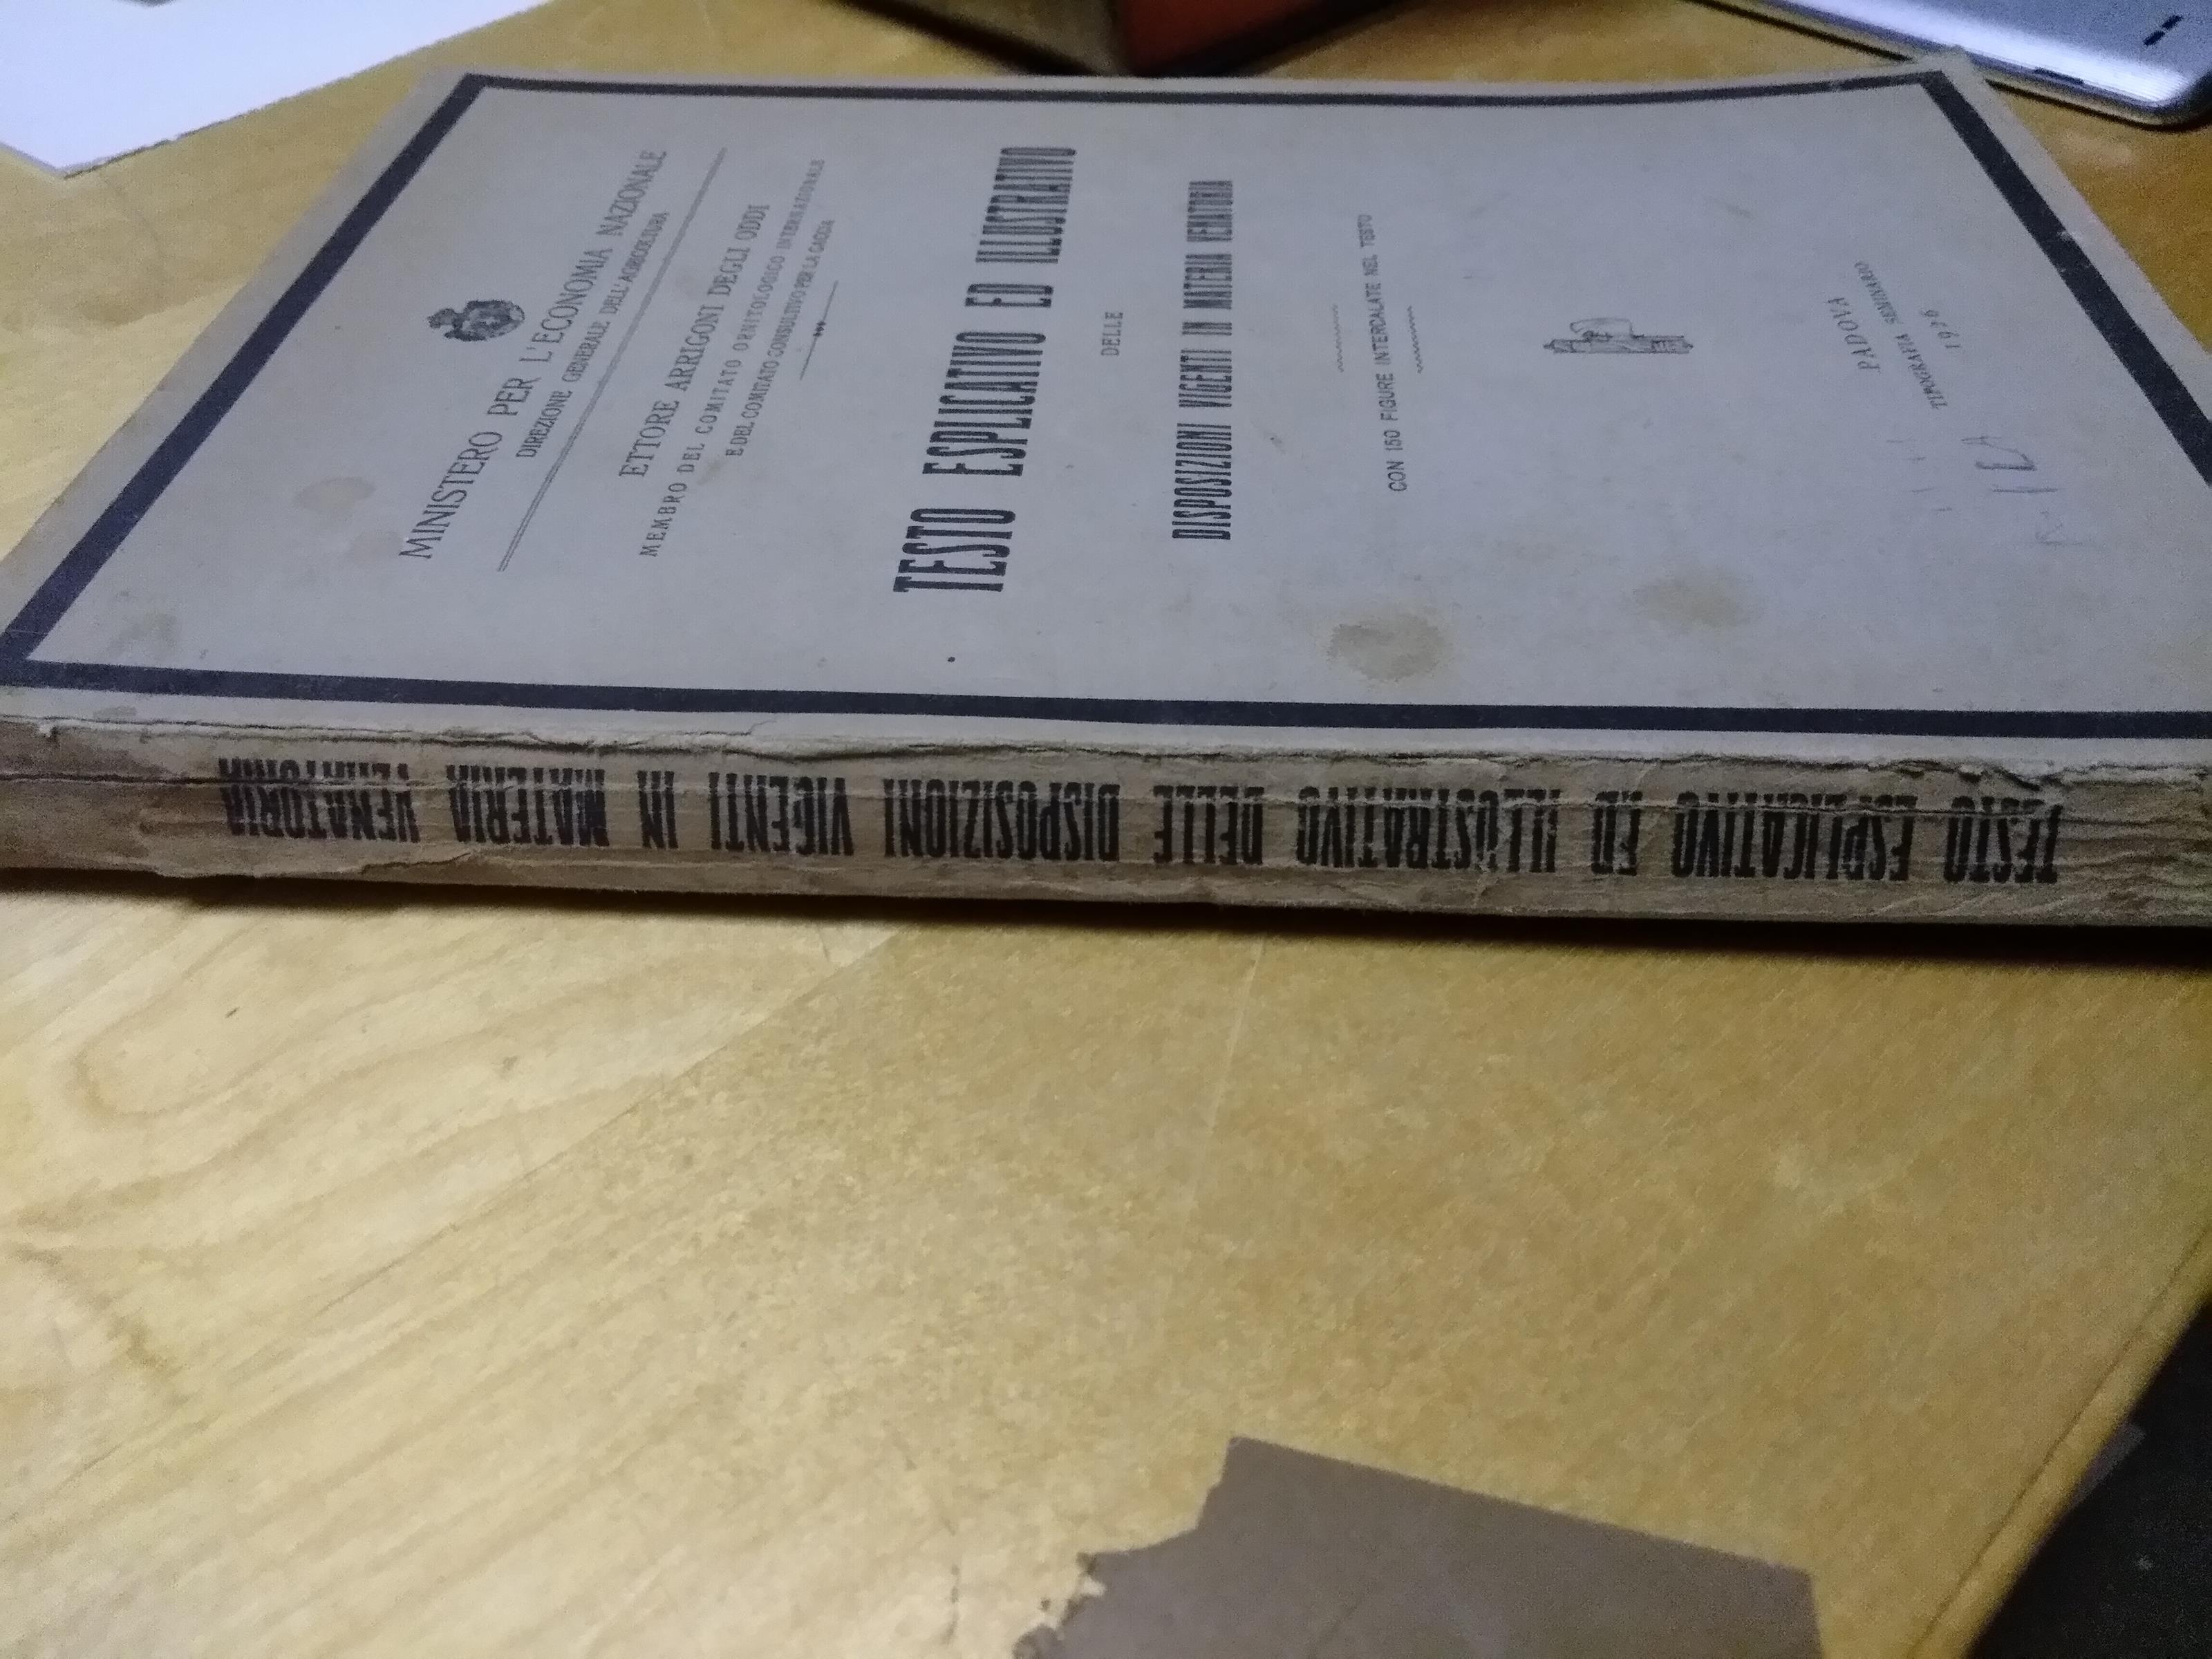 MINISTERO PER L'ECONOMIA NAZIONALE
DIREZIONE GENERALE DELL'AGRICOLTURA
ETTORE ARRIGONI DEGLI ODDI
MEMBRO DEL COMITATO ORNITOLOGICO INTERNAZIONALE
E DEL COMITATO CONSULTIVO PER LA CACCIA
TESTO ESPLICATIVO ED ILLUSTRATIVO
DELLE
DISPOSIZIONI VIGENTI IN MATERIA VENATORIA
CON 150 FIGURE INTERCALATE NEL TESTO
PADOVA
TIPOGRAFIA SEMINARIO
1926
TESTO ESPLICATIVO ED ILLUSTRATIVO DELLE DISPOSIZIONI VIGENTI IN MATERIA VENATORIA